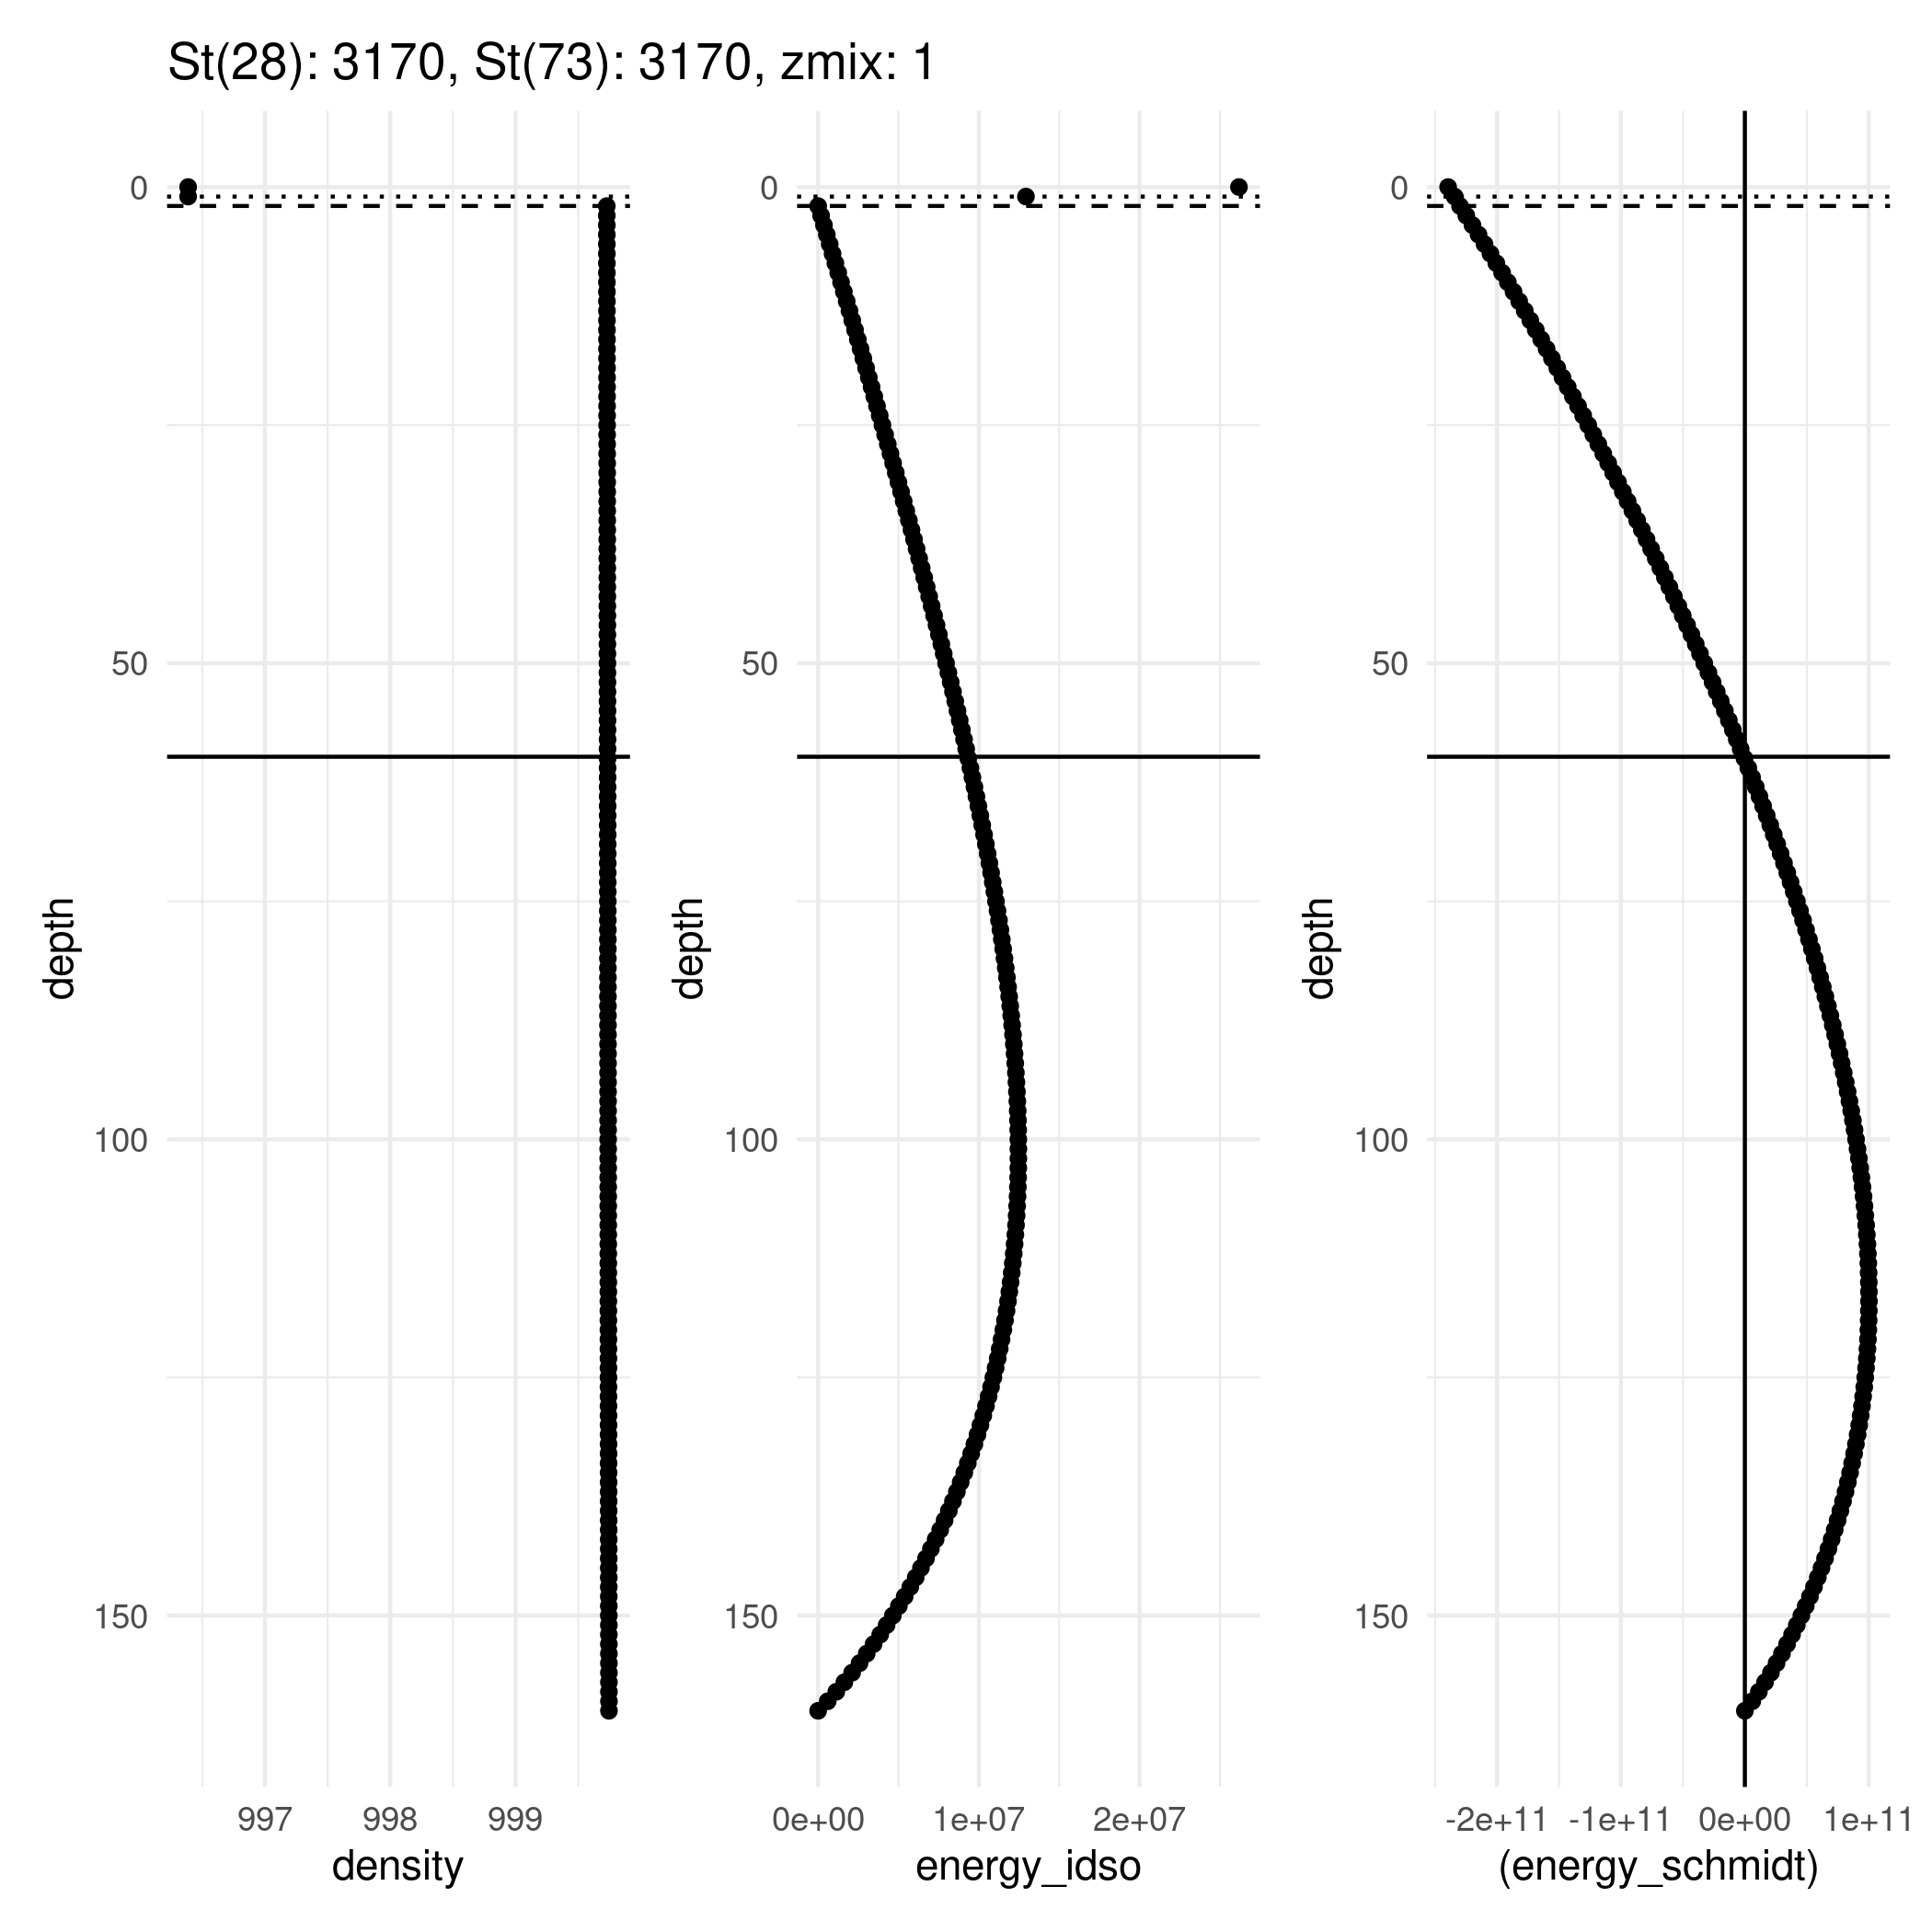 St(28): 3170, St(73): 3170, zmix: 1
0
50
100
150
depth
997 998 999
density
0
50
100
150
depth
0e+00 1e+07 2e+07
energy_idso
0
50
100
150
depth
-2e+11 -1e+11 0e+00 1e+11
(energy_schmidt)